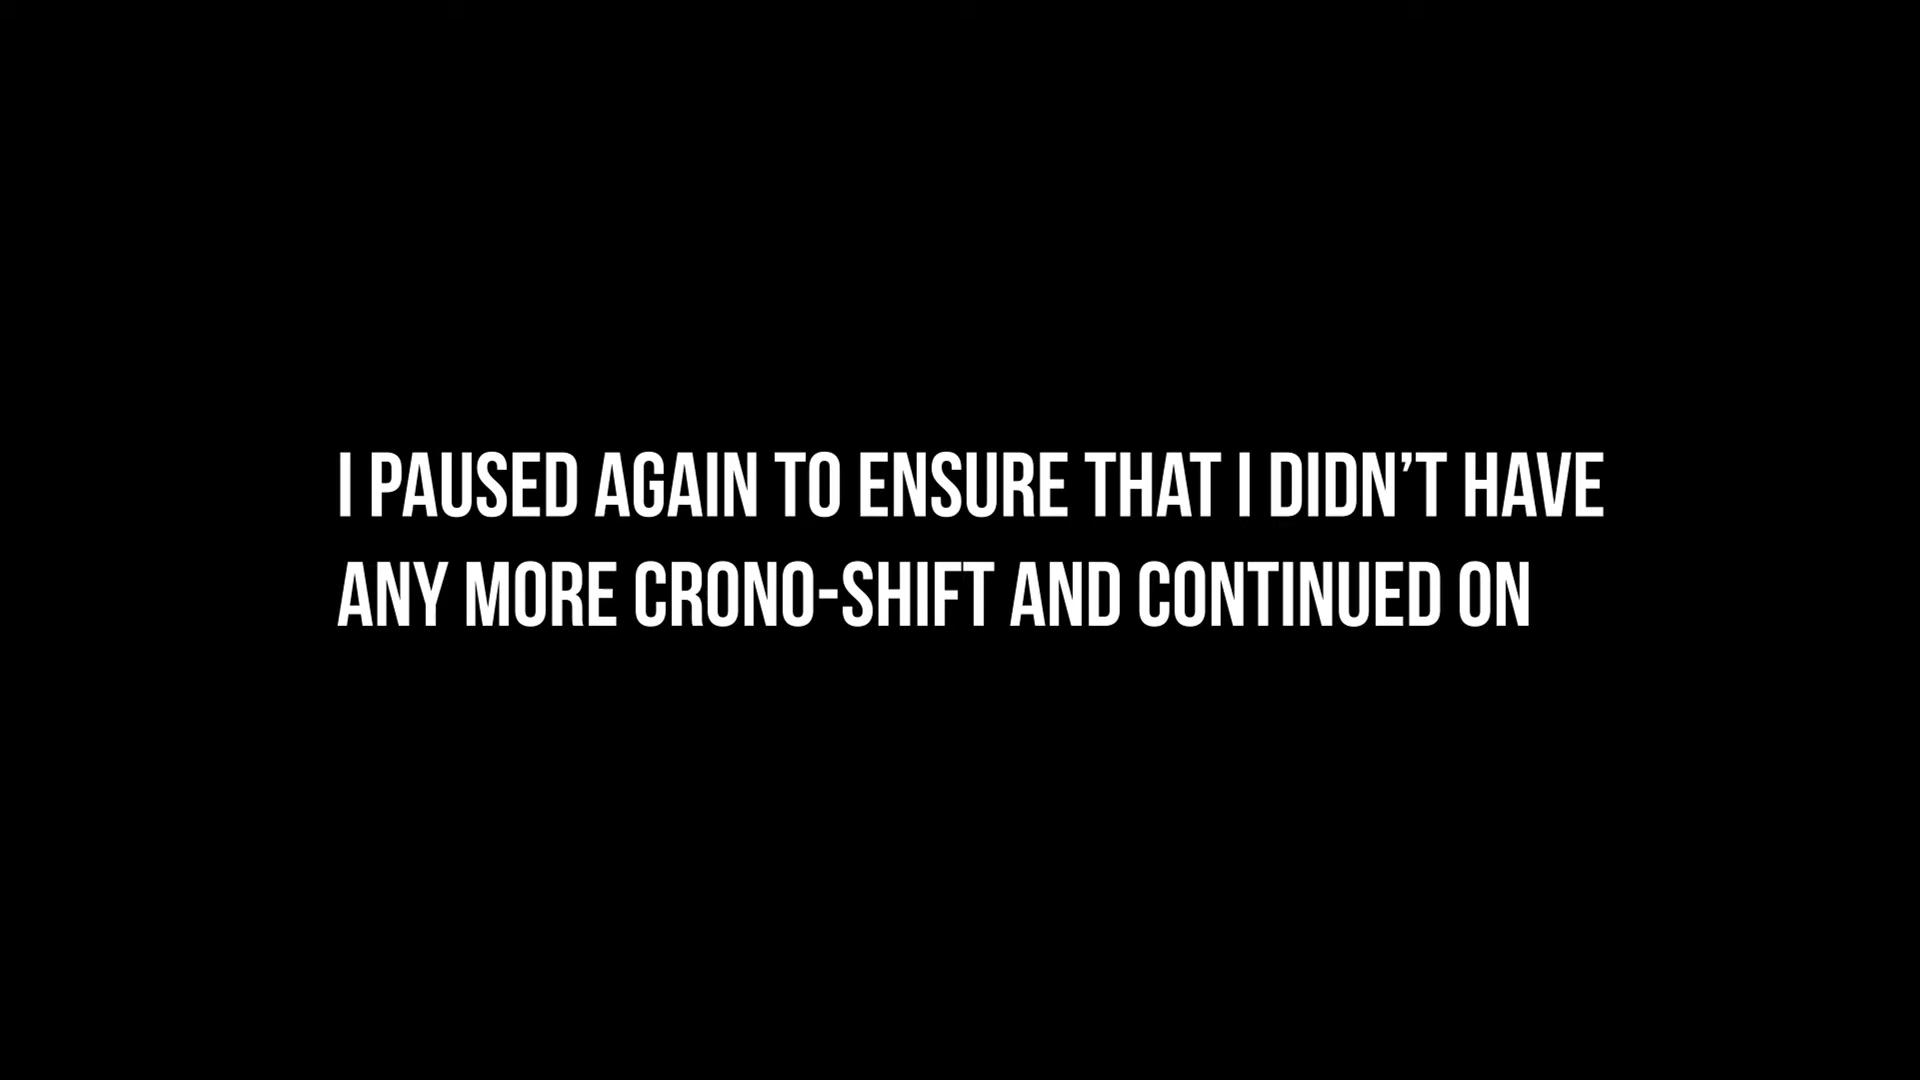 I PAUSED AGAIN TO ENSURE THAT I DIDN’T HAVE
ANY MORE CRONO-SHIFT AND CONTINUED ON